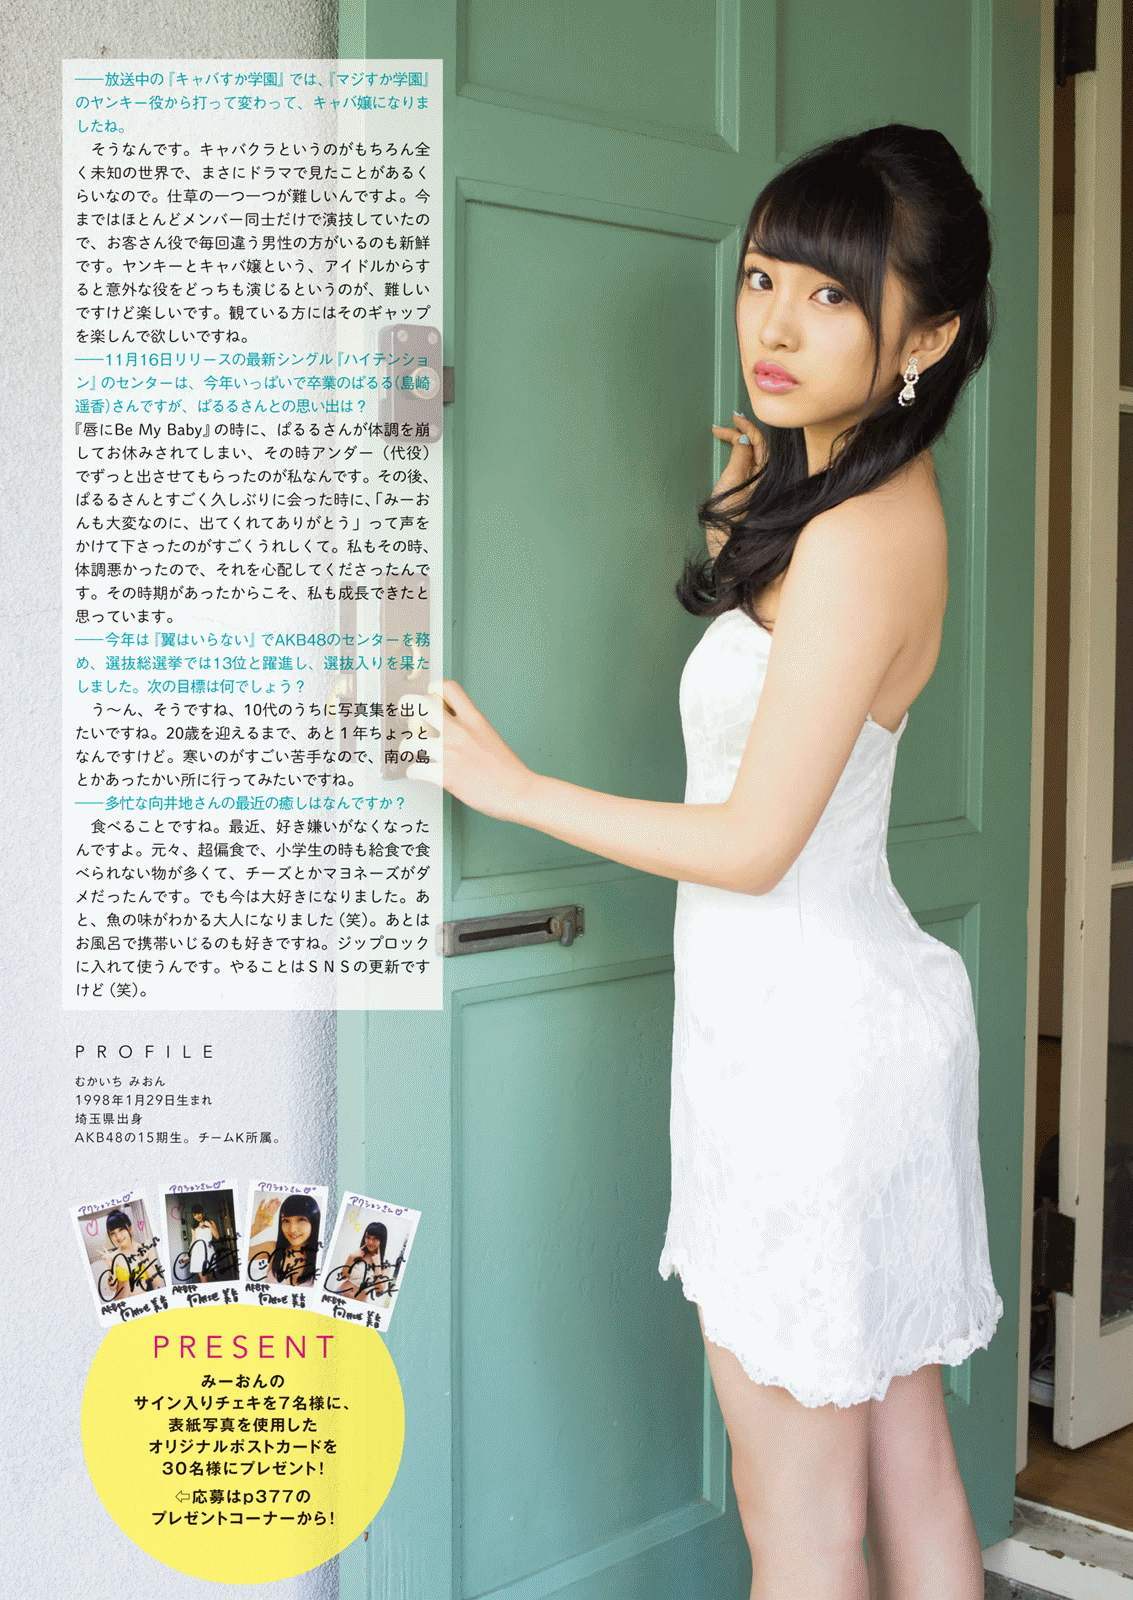 ――放送中の『キャバすか学園』では、『マジすか学園』
のヤンキー役から打って変わって、キャバ嬢になりま
したね。
そうなんです。キャバクラというのがもちろん全
く未知の世界で、まさにドラマで見たことがあるく
らいなので。仕草の一つ一つが難しいんですよ。今
まではほとんどメンバー同士だけで演技していたの
で、お客さん役で毎回違う男性の方がいるのも新鮮
です。ヤンキーとキャバ嬢という、アイドルからす
ると意外な役をどっちも演じるというのが、難しい
ですけど楽しいです。観ている方にはそのギャップ
を楽しんで欲しいですね。
――11月16日リリースの最新シングル『ハイテンショ
ン』のセンターは、今年いっぱいで卒業のぱるる(島崎
遥香)さんですが、ぱるるさんとの思い出は？
『唇にBe My Baby』の時に、ぱるるさんが体調を崩
してお休みされてしまい、その時アンダー（代役）
でずっと出させてもらったのが私なんです。その後、
ぱるるさんとすごく久しぶりに会った時に、「みーお
んも大変なのに、出てくれてありがとう」って声を
かけて下さったのがすごくうれしくて。私もその時、
体調悪かったので、それを心配してくださったんで
す。その時期があったからこそ、私も成長できたと
思っています。
――今年は『翼はいらない』でAKB48のセンターを務
め、選抜総選挙では13位と躍進し、選抜入りを果た
しました。次の目標は何でしょう？
う〜ん、そうですね、10代のうちに写真集を出し
たいですね。20歳を迎えるまで、あと１年ちょっと
なんですけど。寒いのがすごい苦手なので、南の島
とかあったかい所に行ってみたいですね。
――多忙な向井地さんの最近の癒しはなんですか？
食べることですね。最近、好き嫌いがなくなった
んですよ。元々、超偏食で、小学生の時も給食で食
べられない物が多くて、チーズとかマヨネーズがダ
メだったんです。でも今は大好きになりました。あ
と、魚の味がわかる大人になりました（笑）。あとは
お風呂で携帯いじるのも好きですね。ジップロック
に入れて使うんです。やることはＳＮＳの更新です
けど（笑）。
PROFILE
むかいち みおん
1998年1月29日生まれ
埼玉県出身
AKB48の15期生。チームK所属。
アクションさん♡
アクションさん♡
アクションさん♡
アクションさん♡
AKB48
向井地 美音
AKB48
向井地 美音
AKB48
向井地 美音
AKB48
向井地 美音
PRESENT
みーおんの
サイン入りチェキを7名様に、
表紙写真を使用した
オリジナルポストカードを
30名様にプレゼント!
⇦応募はp377の
プレゼントコーナーから!